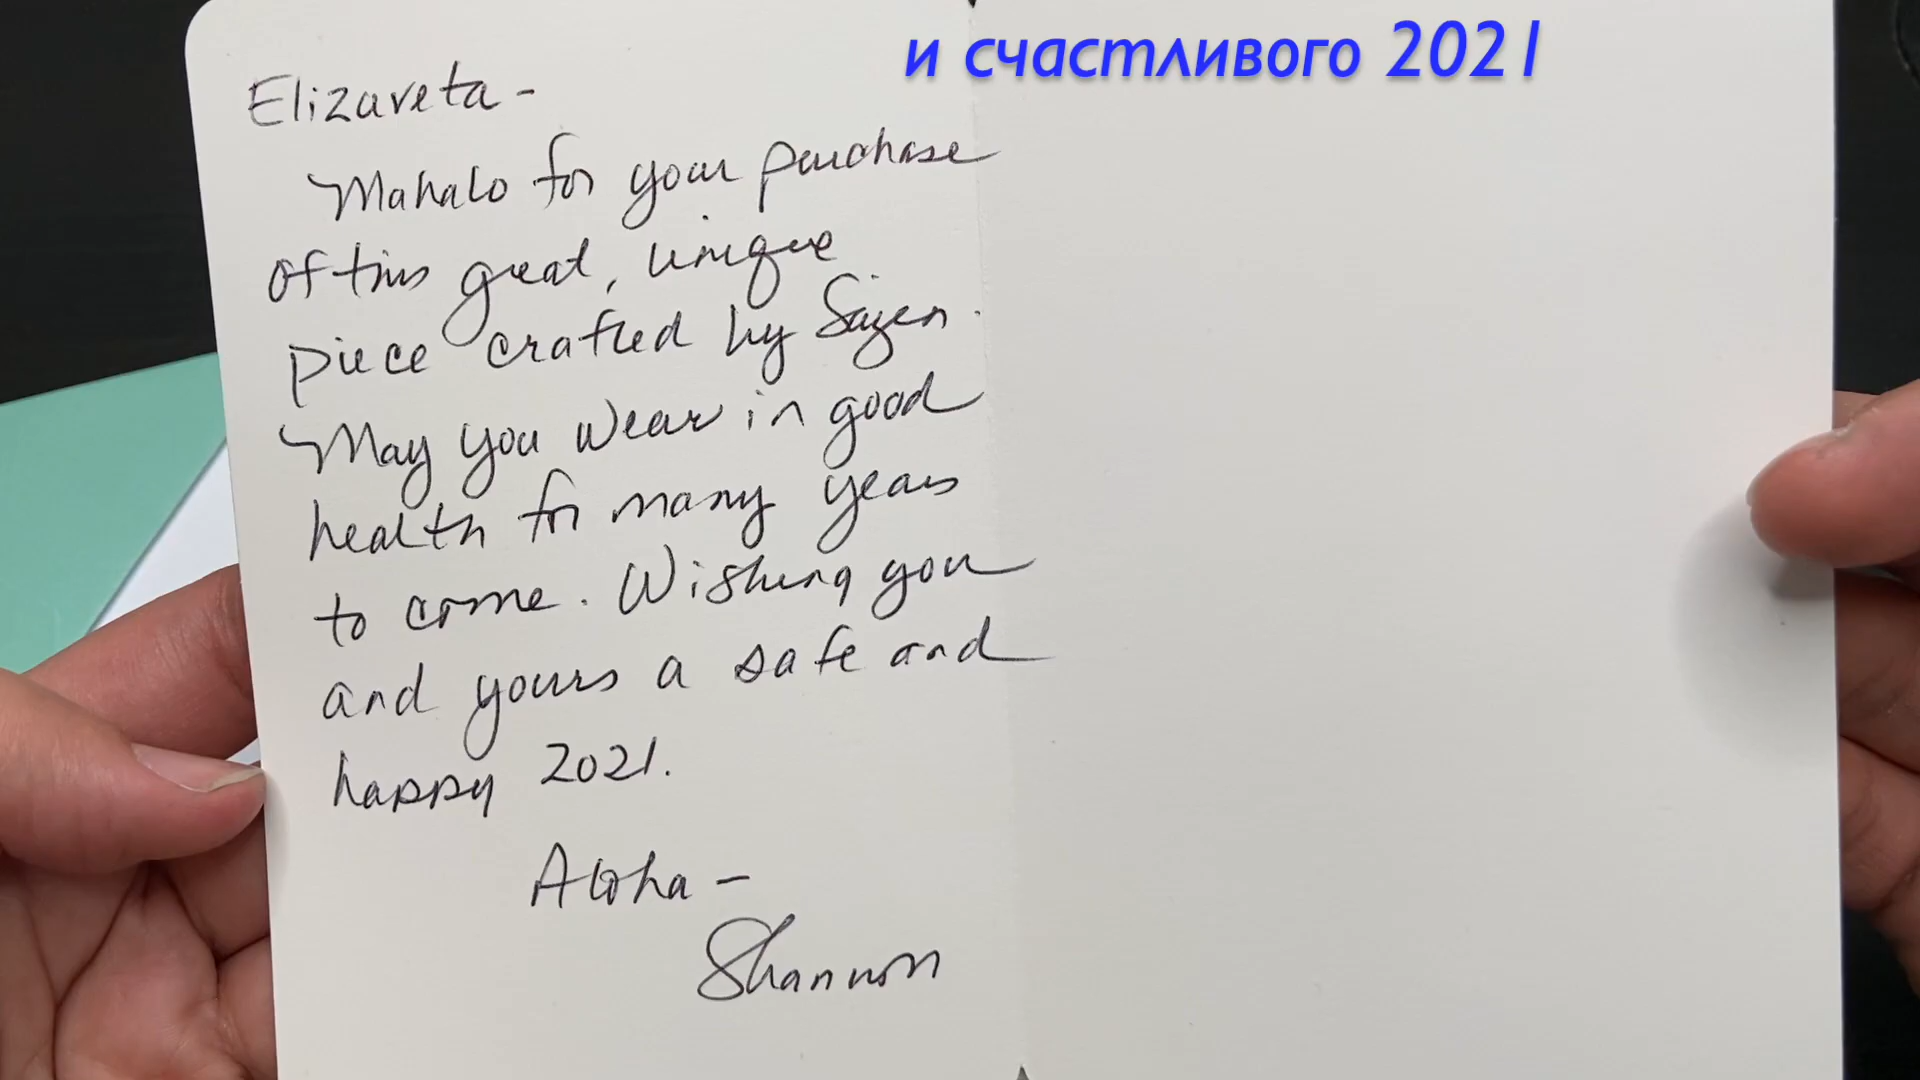 и счастливого 2021
Elizaveta -
Mahalo for your purchase
of this great, unique
piece crafted by Sazen.
May you wear in good
health for many years
to come. Wishing you
and yours a safe and
happy 2021.
Aloha -
Shannon